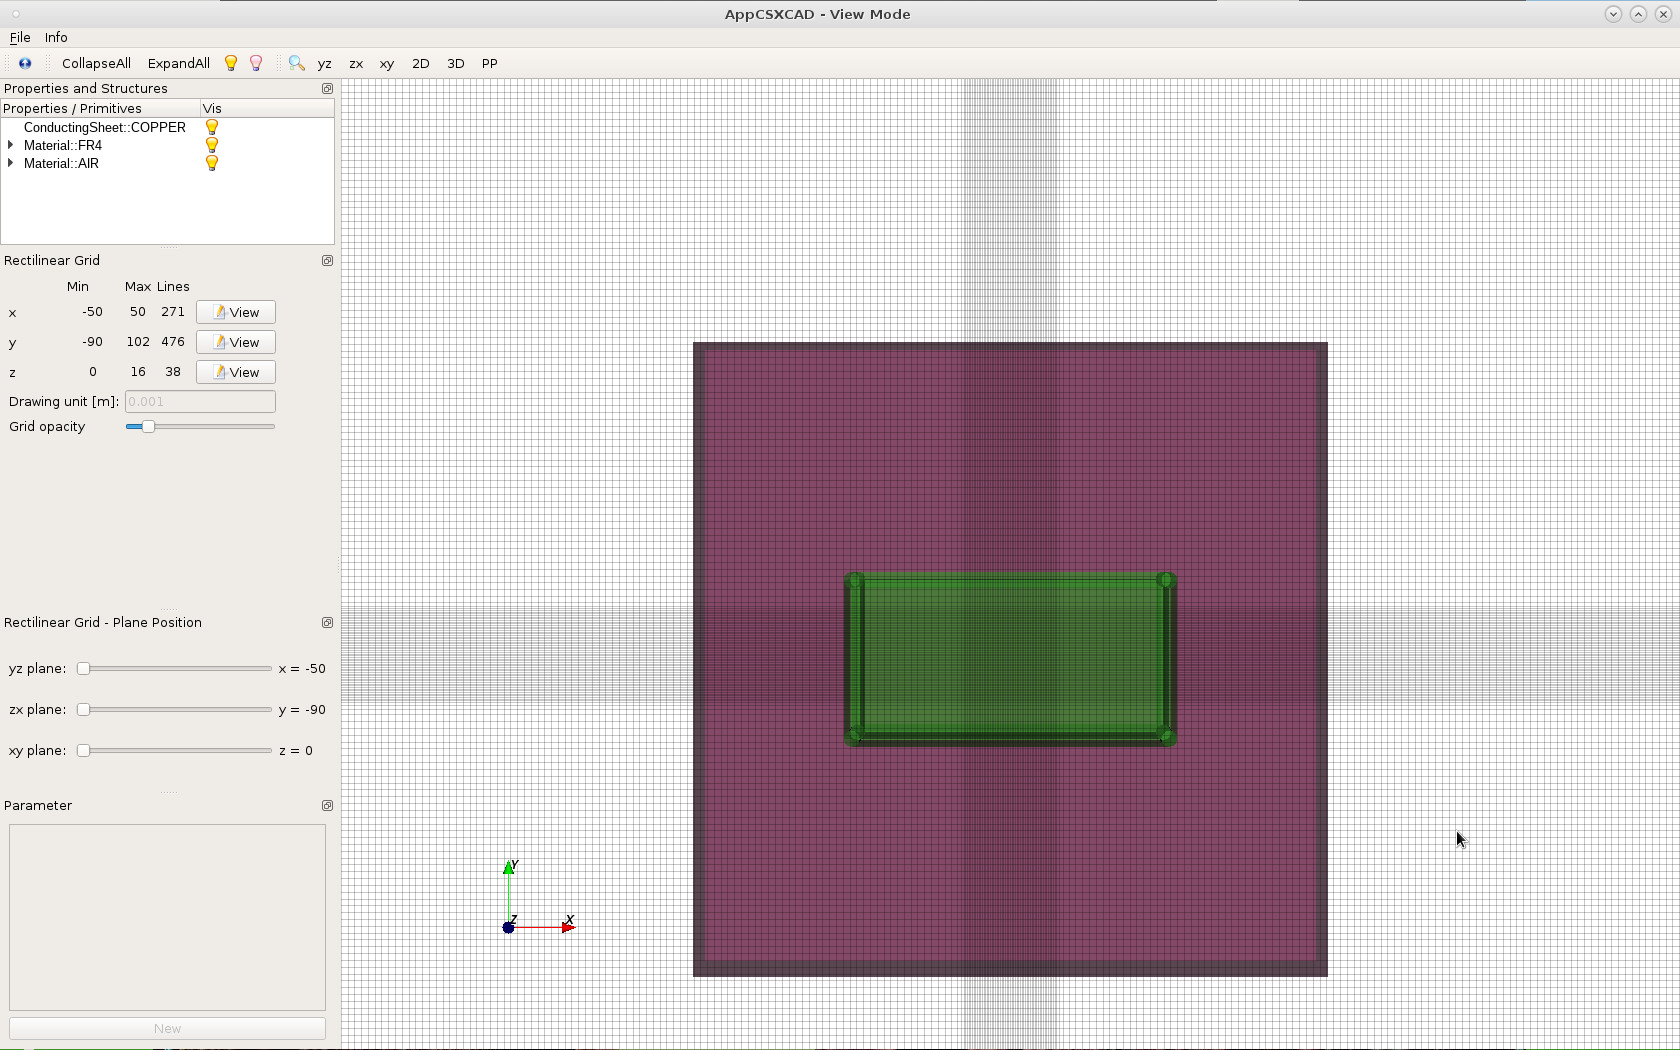 AppCSXCAD - View Mode
File Info
CollapseAll ExpandAll yz zx xy 2D 3D PP
Properties and Structures
Properties / Primitives Vis
ConductingSheet::COPPER
Material::FR4
Material::AIR
Rectilinear Grid
Min Max Lines
x -50 50 271 View
y -90 102 476 View
z 0 16 38 View
Drawing unit [m]: 0.001
Grid opacity
Rectilinear Grid - Plane Position
yz plane: x = -50
zx plane: y = -90
xy plane: z = 0
Parameter
New
Y
Z X